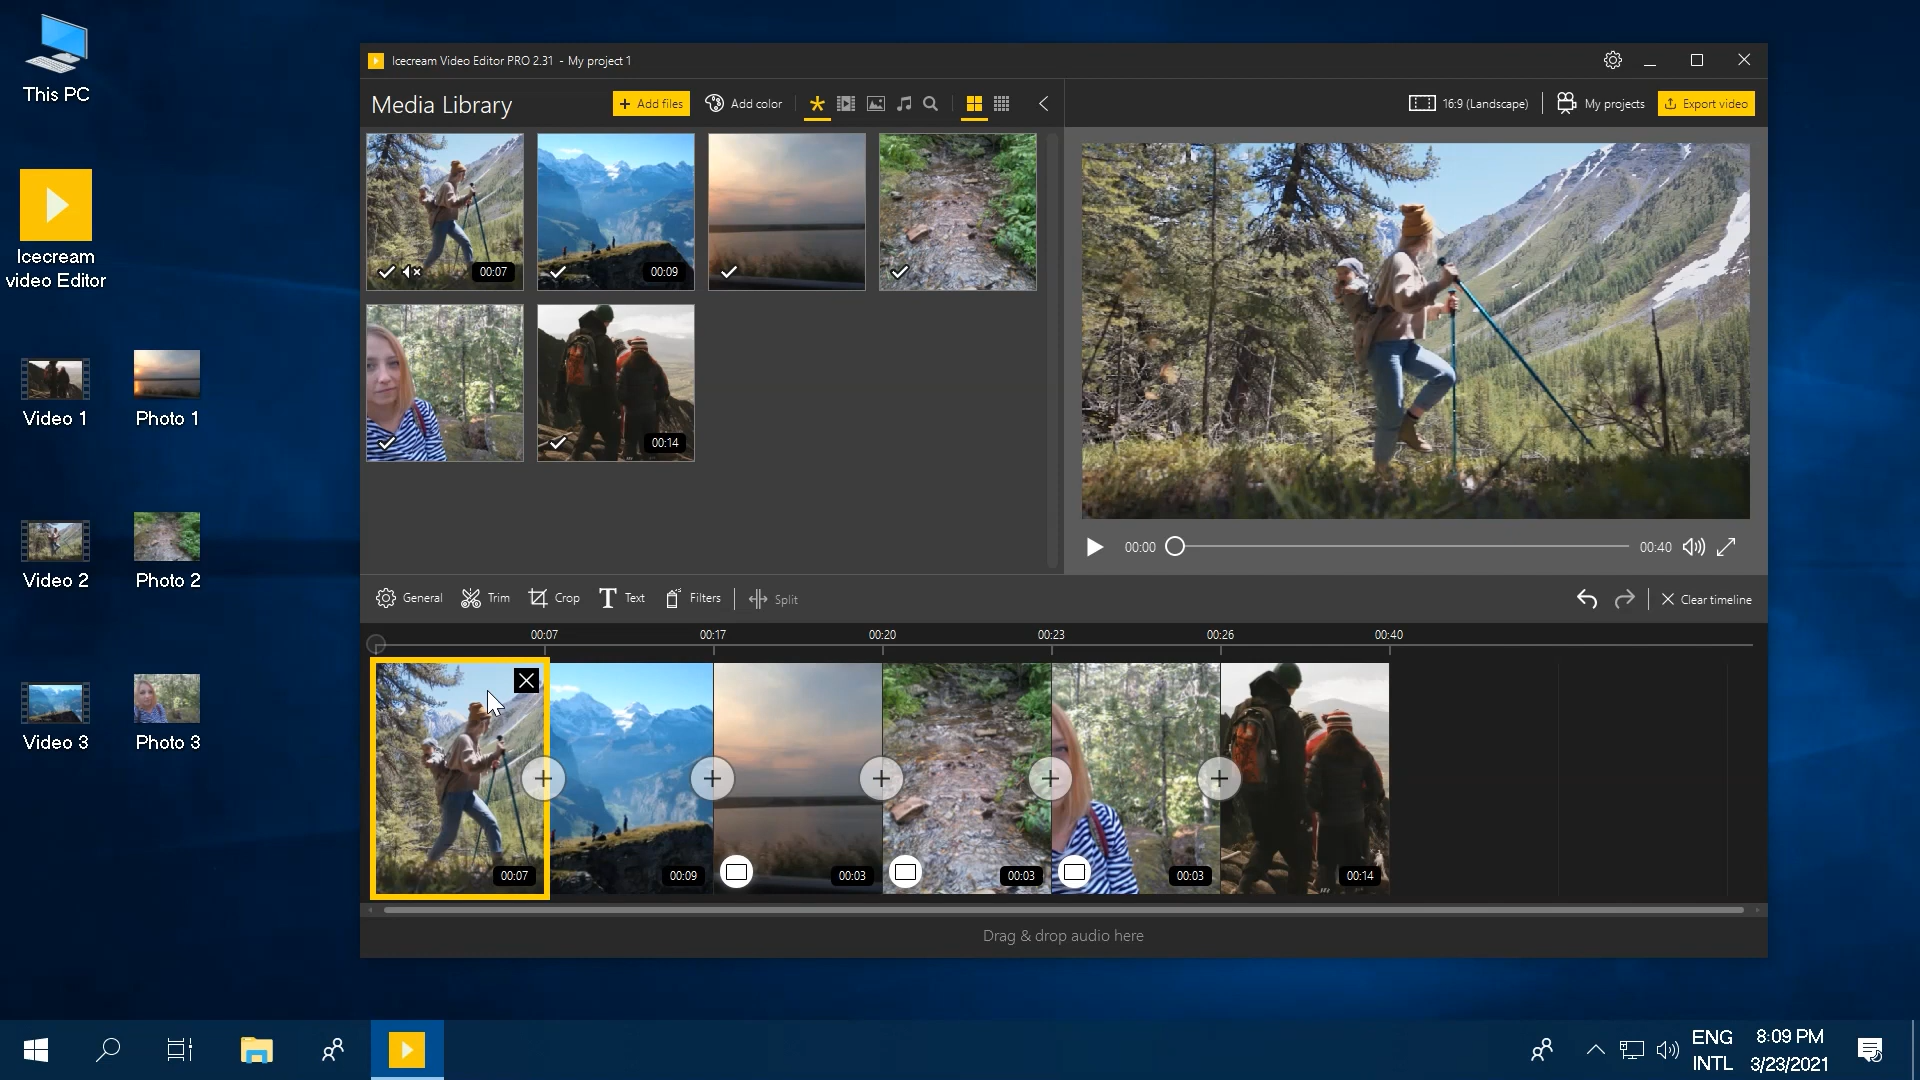 This PC
Icecream
video Editor
Video 1
Photo 1
Video 2
Photo 2
Video 3
Photo 3
Icecream Video Editor PRO 2.31 - My project 1
Media Library
Add files
Add color
16:9 (Landscape)
My projects
Export video
00:07
00:09
00:14
00:00
00:40
General
Trim
Crop
Text
Filters
Split
Clear timeline
00:07
00:17
00:20
00:23
00:26
00:40
00:07
00:09
00:03
00:03
00:03
00:14
Drag & drop audio here
ENG
INTL
8:09 PM
3/23/2021